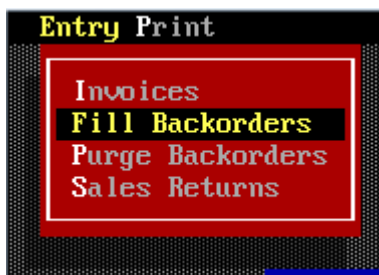 Entry Print
Invoices
Fill Backorders
Purge Backorders
Sales Returns